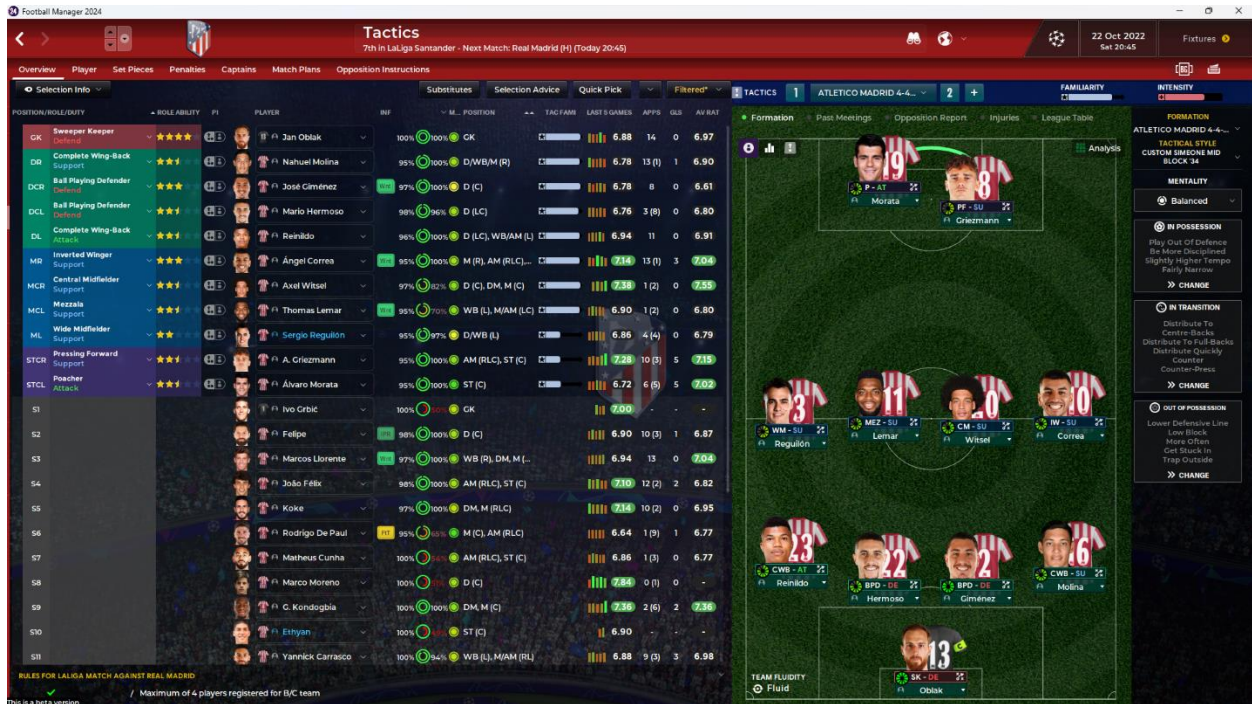 Football Manager 2024
Tactics
7th in LaLiga Santander - Next Match: Real Madrid (H) (Today 20:45)
22 Oct 2022
Sat 20:45
Fixtures
Overview Player Set Pieces Penalties Captains Match Plans Opposition Instructions
Selection Info Substitutes Selection Advice Quick Pick Filtered*
TACTICS 1 ATLETICO MADRID 4-4-... 2 +
FAMILIARITY INTENSITY
POSITION/ROLE/DUTY ROLE ABILITY PI PLAYER INF M... POSITION TAC FAMI LAST 5 GAMES APPS GLS AV RAT
GK Sweeper Keeper Defend Jan Oblak 100% 100% GK 6.88 14 0 6.97
DR Complete Wing-Back Support Nahuel Molina 95% 100% D/WB/M (R) 6.78 13 (1) 1 6.90
DCR Ball Playing Defender Defend José Giménez Wnt 97% 100% D (C) 6.78 8 0 6.61
DCL Ball Playing Defender Defend Mario Hermoso 98% 96% D (LC) 6.76 3 (8) 0 6.80
DL Complete Wing-Back Attack Reinildo 96% 100% D (LC), WB/AM (L) 6.94 11 0 6.91
MR Inverted Winger Support Ángel Correa Wnt 95% 100% M (R), AM (RLC),... 7.14 13 (1) 3 7.04
MCR Central Midfielder Support Axel Witsel 97% 82% D (C), DM, M (C) 7.38 1 (2) 0 7.55
MCL Mezzala Support Thomas Lemar Wnt 95% 70% WB (L), M/AM (LC) 6.90 1 (2) 0 6.80
ML Wide Midfielder Support Sergio Reguilón 95% 97% D/WB (L) 6.86 4 (4) 0 6.79
STCR Pressing Forward Support A. Griezmann 95% 100% AM (RLC), ST (C) 7.28 10 (3) 5 7.15
STCL Poacher Attack Álvaro Morata 95% 100% ST (C) 6.72 6 (5) 5 7.02
S1 Ivo Grbić 100% GK 7.00 - - -
S2 Felipe 98% 100% D (C) 6.90 10 (3) 1 6.87
S3 Marcos Llorente Wnt 97% 100% WB (R), DM, M (... 6.94 13 0 7.04
S4 João Félix 98% 100% AM (RLC), ST (C) 7.10 12 (2) 2 6.82
S5 Koke 97% 100% DM, M (RLC) 7.14 10 (2) 0 6.95
S6 Rodrigo De Paul FIT 95% M (C), AM (RLC) 6.64 1 (9) 1 6.77
S7 Matheus Cunha 100% AM (RLC), ST (C) 6.86 1 (3) 0 6.77
S8 Marco Moreno 100% D (C) 7.84 0 (1) 0 -
S9 G. Kondogbia 100% 100% DM, M (C) 7.36 2 (6) 2 7.36
S10 Ethyan 100% ST (C) 6.90 - - -
S11 Yannick Carrasco 100% 94% WB (L), M/AM (RL) 6.88 9 (3) 3 6.98
RULES FOR LALIGA MATCH AGAINST REAL MADRID
/ Maximum of 4 players registered for B/C team
This is a beta version
Formation Past Meetings Opposition Report Injuries League Table
Analysis
19
P - AT
Morata
8
PF - SU
Griezmann
3
WM - SU
Reguilón
11
MEZ - SU
Lemar
20
CM - SU
Witsel
10
IW - SU
Correa
23
CWB - AT
Reinildo
22
BPD - DE
Hermoso
2
BPD - DE
Giménez
16
CWB - SU
Molina
13
SK - DE
Oblak
TEAM FLUIDITY
Fluid
FORMATION
ATLETICO MADRID 4-4-...
TACTICAL STYLE
CUSTOM SIMEONE MID
BLOCK '34
MENTALITY
Balanced
IN POSSESSION
Play Out Of Defence
Be More Disciplined
Slightly Higher Tempo
Fairly Narrow
CHANGE
IN TRANSITION
Distribute To
Centre-Backs
Distribute To Full-Backs
Distribute Quickly
Counter
Counter-Press
CHANGE
OUT OF POSSESSION
Lower Defensive Line
Low Block
More Often
Get Stuck In
Trap Outside
CHANGE